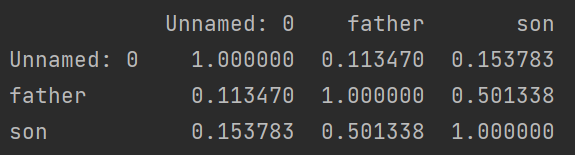 Unnamed: 0 father son
Unnamed: 0 1.000000 0.113470 0.153783
father 0.113470 1.000000 0.501338
son 0.153783 0.501338 1.000000